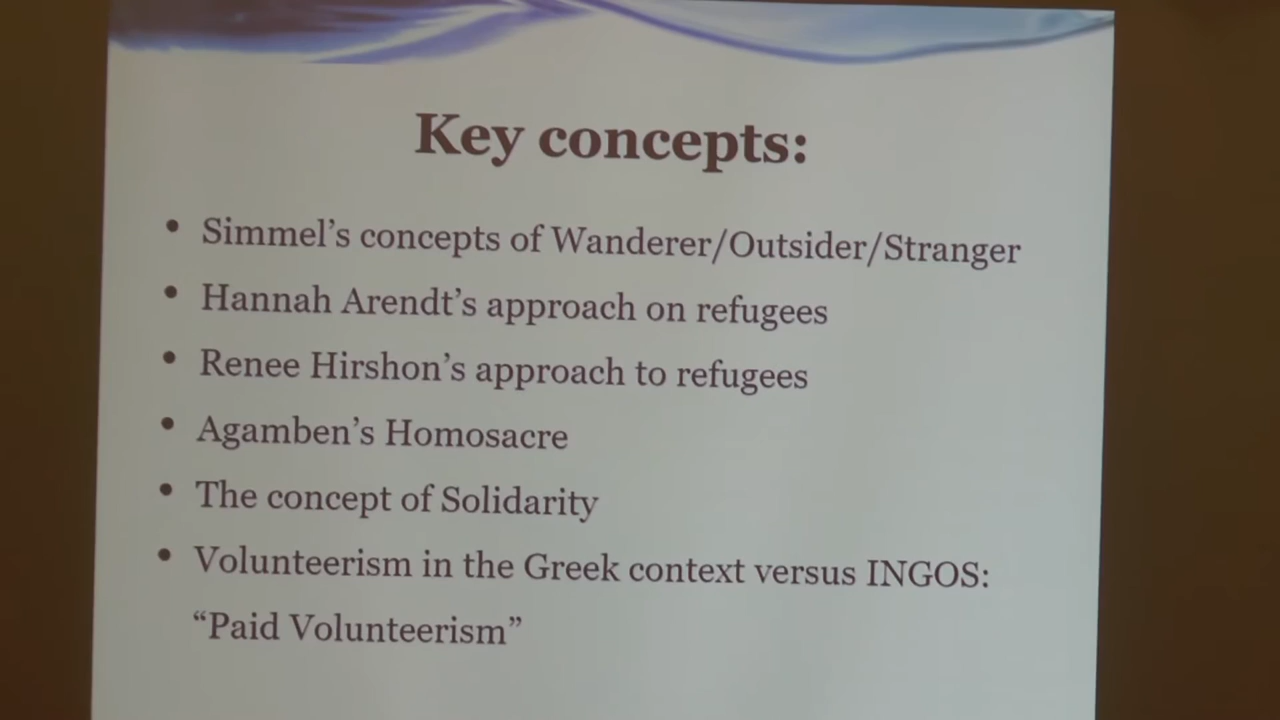 Key concepts:
• Simmel’s concepts of Wanderer/Outsider/Stranger
• Hannah Arendt’s approach on refugees
• Renee Hirshon’s approach to refugees
• Agamben’s Homosacre
• The concept of Solidarity
• Volunteerism in the Greek context versus INGOS:
“Paid Volunteerism”